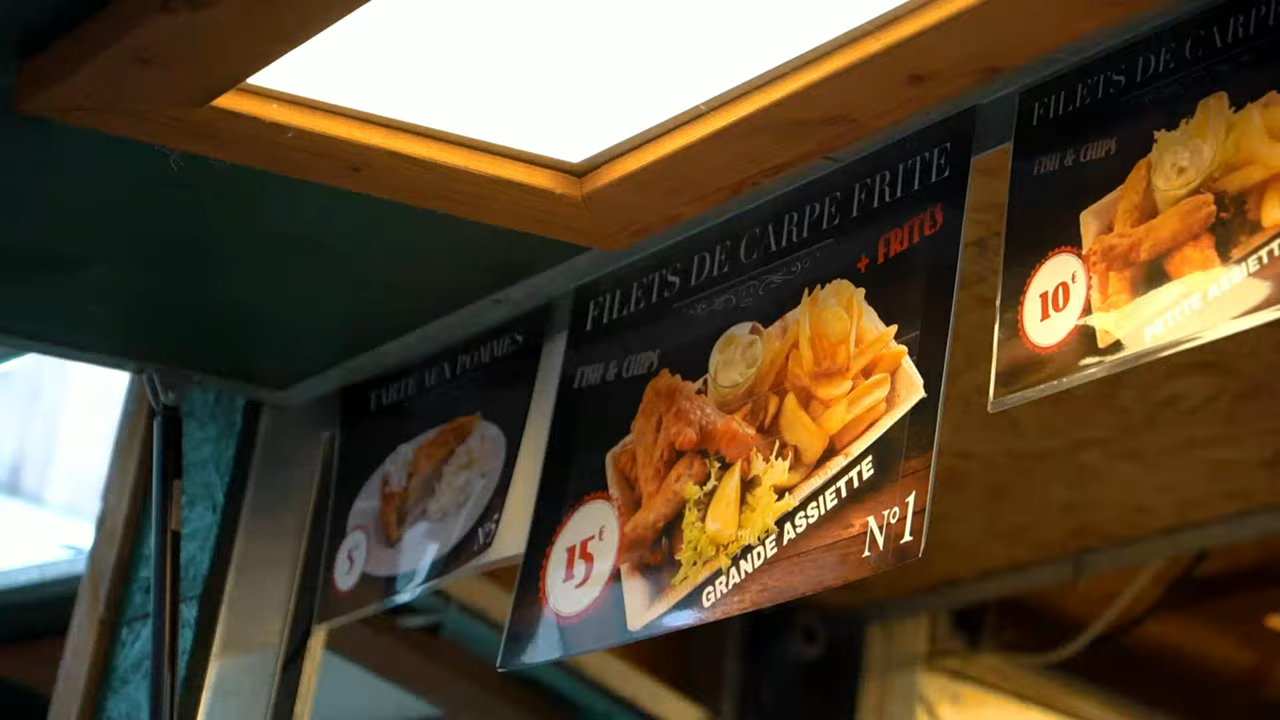 TARTE AUX POMMES
5€
FILETS DE CARPE FRITE
+ FRITES
FISH & CHIPS
15€
GRANDE ASSIETTE
N°1
FILETS DE CARPE
FISH & CHIPS
10€
PETITE ASSIETTE